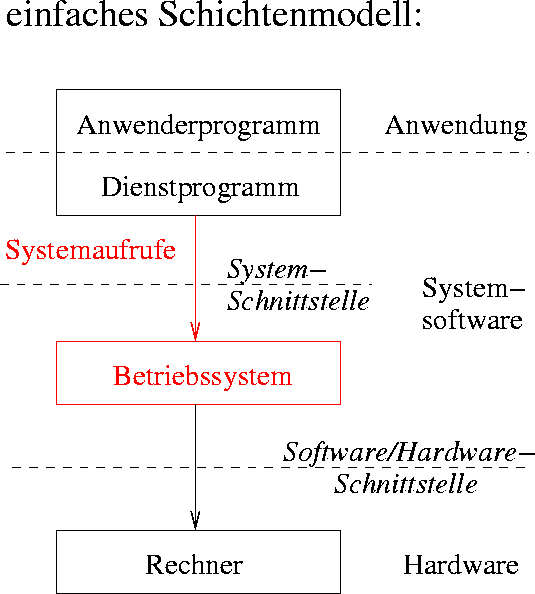 einfaches Schichtenmodell:
Anwenderprogramm
Anwendung
Dienstprogramm
Systemaufrufe
System–
Schnittstelle
System–
software
Betriebssystem
Software/Hardware–
Schnittstelle
Rechner
Hardware